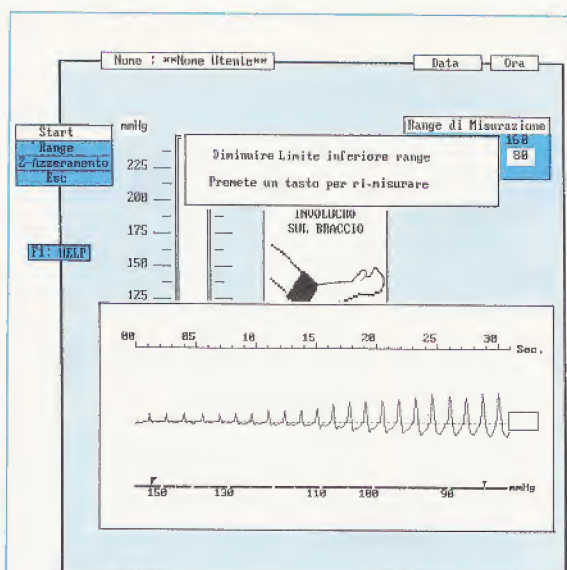 Nome : **Nome Utente**
Data
Ora
Start
Range
Z-Azzeramento
Esc
F1: HELP
mmHg
225
200
175
150
125
Range di Misurazione
160
80
Diminuire Limite inferiore range
Premete un tasto per ri-misurare
INVOLUCRO
SUL BRACCIO
00 05 10 15 20 25 30 Sec.
150 130 110 100 90 mmHg